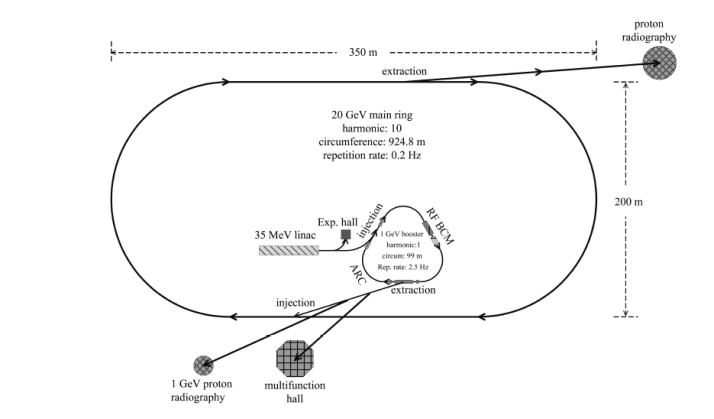 proton
radiography
350 m
extraction
20 GeV main ring
harmonic: 10
circumference: 924.8 m
repetition rate: 0.2 Hz
200 m
Exp. hall
injection
RF BCM
35 MeV linac
1 GeV booster
harmonic:1
circum: 99 m
Rep. rate: 2.5 Hz
ARC
extraction
injection
1 GeV proton
radiography
multifunction
hall